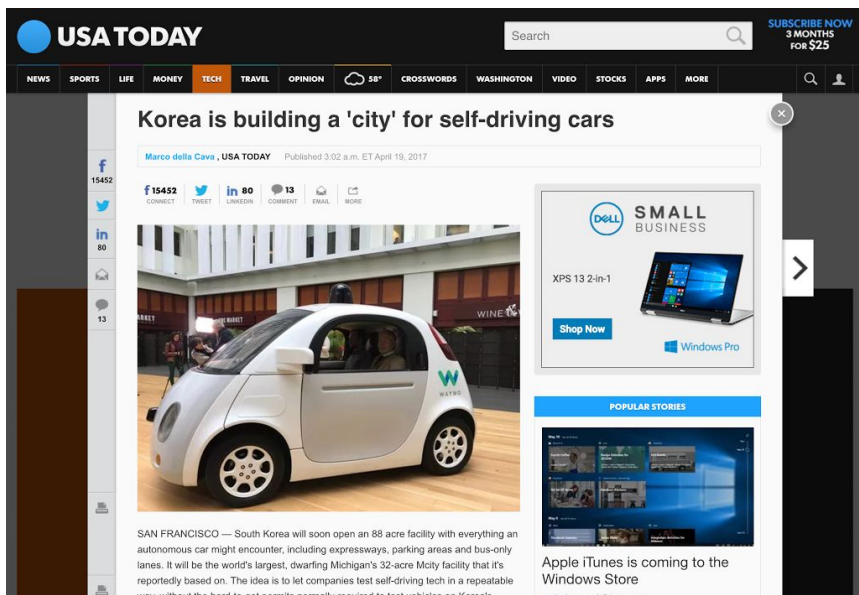 USA TODAY
Search
SUBSCRIBE NOW
3 MONTHS
FOR $25
NEWS SPORTS LIFE MONEY TECH TRAVEL OPINION 58° CROSSWORDS WASHINGTON VIDEO STOCKS APPS MORE
Korea is building a 'city' for self-driving cars
Marco della Cava , USA TODAY Published 3:02 a.m. ET April 19, 2017
15452
80
13
15452
CONNECT
TWEET
80
LINKEDIN
13
COMMENT
EMAIL
MORE
MARKET
WINE
WAYMO
DELL
SMALL
BUSINESS
XPS 13 2-in-1
Shop Now
Windows Pro
POPULAR STORIES
Apple iTunes is coming to the
Windows Store
SAN FRANCISCO — South Korea will soon open an 88 acre facility with everything an
autonomous car might encounter, including expressways, parking areas and bus-only
lanes. It will be the world's largest, dwarfing Michigan's 32-acre Mcity facility that it's
reportedly based on. The idea is to let companies test self-driving tech in a repeatable